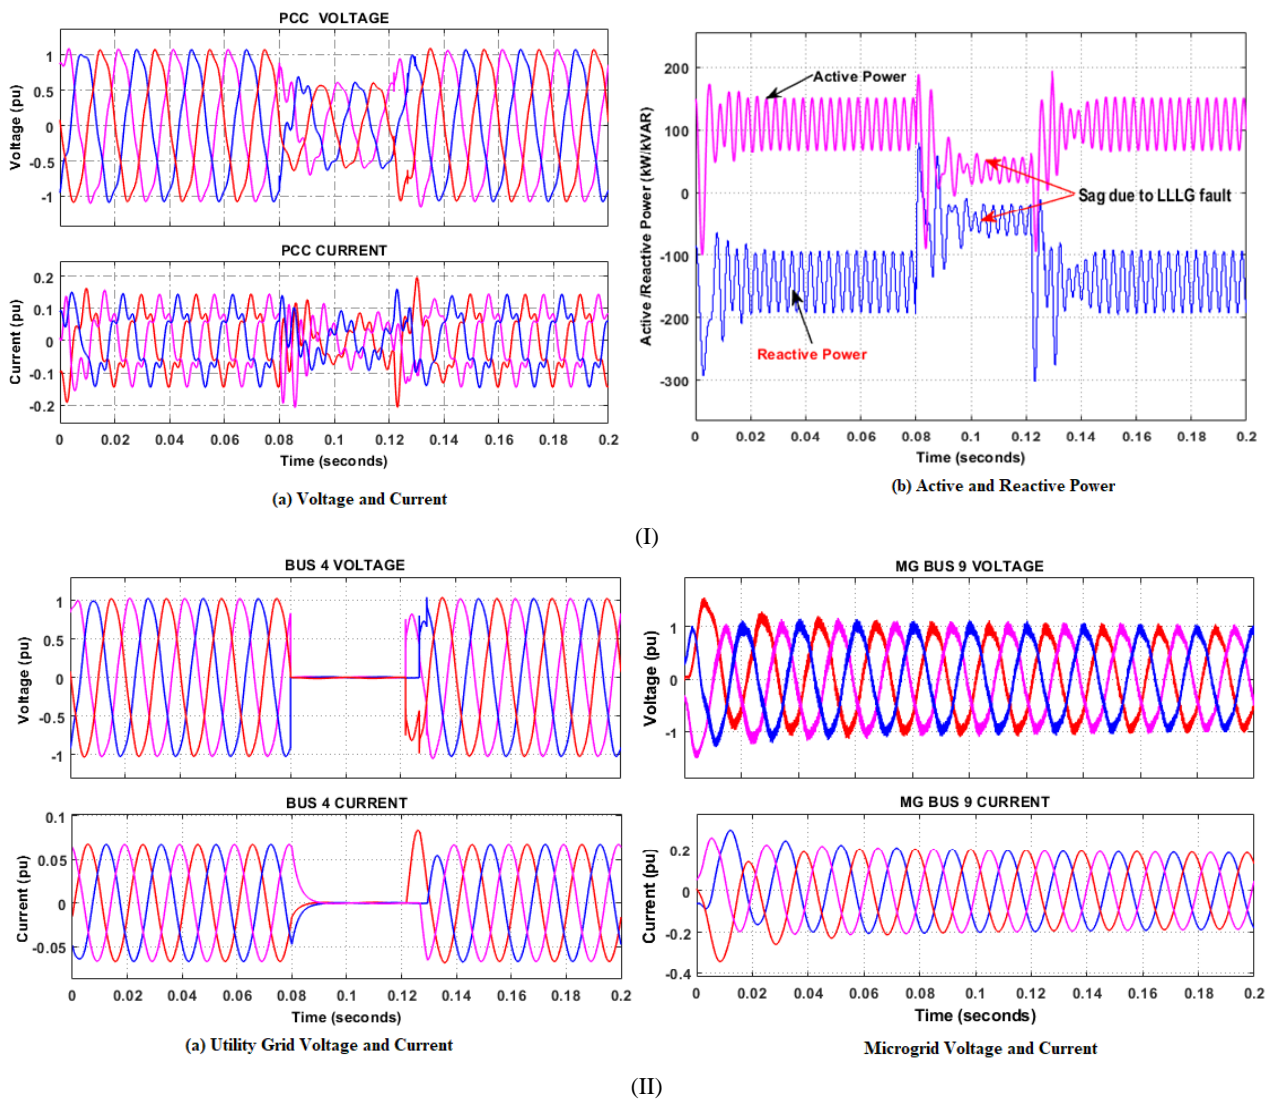 PCC VOLTAGE
Voltage (pu)
1
0.5
0
-0.5
-1
PCC CURRENT
Current (pu)
0.2
0.1
0
-0.1
-0.2
0 0.02 0.04 0.06 0.08 0.1 0.12 0.14 0.16 0.18 0.2
Time (seconds)
(a) Voltage and Current
Active /Reactive Power (kW/kVAR)
200
100
0
-100
-200
-300
Active Power
Sag due to LLLG fault
Reactive Power
0 0.02 0.04 0.06 0.08 0.1 0.12 0.14 0.16 0.18 0.2
Time (seconds)
(b) Active and Reactive Power
(I)
BUS 4 VOLTAGE
Voltage (pu)
1
0.5
0
-0.5
-1
BUS 4 CURRENT
Current (pu)
0.1
0.05
0
-0.05
0 0.02 0.04 0.06 0.08 0.1 0.12 0.14 0.16 0.18 0.2
Time (seconds)
(a) Utility Grid Voltage and Current
MG BUS 9 VOLTAGE
Voltage (pu)
1
0
-1
MG BUS 9 CURRENT
Current (pu)
0.2
0
-0.2
-0.4
0 0.02 0.04 0.06 0.08 0.1 0.12 0.14 0.16 0.18 0.2
Time (seconds)
Microgrid Voltage and Current
(II)